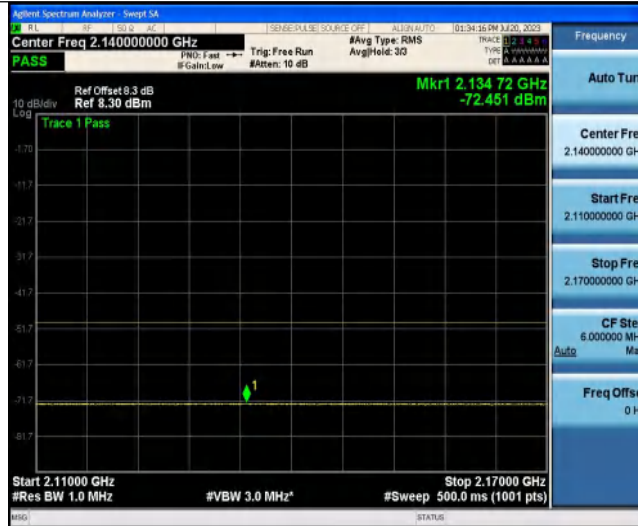 Agilent Spectrum Analyzer - Swept SA
RL RF 50 Ω AC SENSE:PULSE SOURCE OFF ALIGN AUTO 01:34:16 PM Jul 20, 2023
Center Freq 2.140000000 GHz
#Avg Type: RMS
TRACE 1 2 3 4 5 6
PASS
PNO: Fast
Trig: Free Run
Avg|Hold: 3/3
TYPE A
IFGain:Low
#Atten: 10 dB
DET A A A A A A
Mkr1 2.134 72 GHz
-72.451 dBm
Ref Offset 8.3 dB
10 dB/div Ref 8.30 dBm
Log
Trace 1 Pass
-1.70
-11.7
-21.7
-31.7
-41.7
-51.7
-61.7
-71.7
-81.7
1
Start 2.11000 GHz
Stop 2.17000 GHz
#Res BW 1.0 MHz
#VBW 3.0 MHz*
#Sweep 500.0 ms (1001 pts)
MSG
STATUS
Frequency
Auto Tun
Center Fre
2.140000000 GH
Start Fre
2.110000000 GH
Stop Fre
2.170000000 GH
CF Ste
6.000000 MH
Auto Ma
Freq Offse
0 H